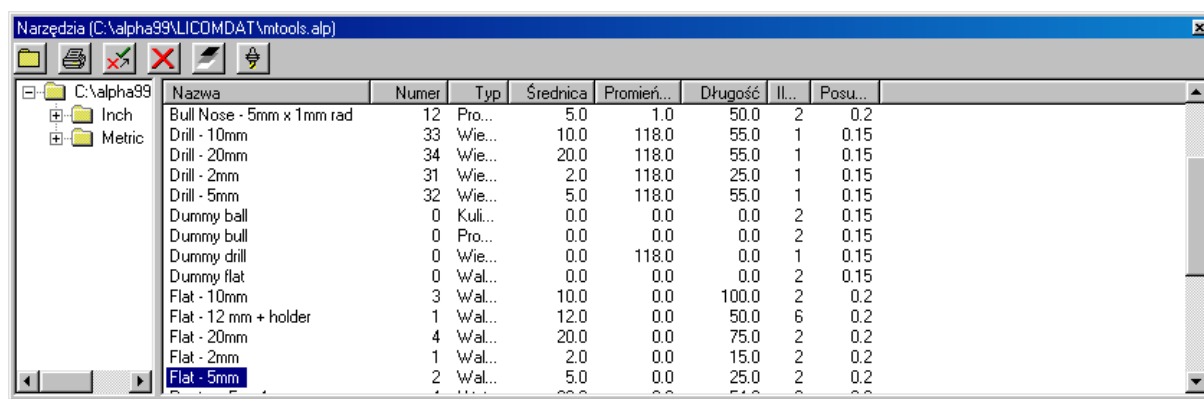 Narzędzia (C:\alpha99\LICOMDAT\mtools.alp)
C:\alpha99
Inch
Metric
Nazwa Numer Typ Średnica Promień... Długość Il... Posu...
Bull Nose - 5mm x 1mm rad 12 Pro... 5.0 1.0 50.0 2 0.2
Drill - 10mm 33 Wie... 10.0 118.0 55.0 1 0.15
Drill - 20mm 34 Wie... 20.0 118.0 55.0 1 0.15
Drill - 2mm 31 Wie... 2.0 118.0 25.0 1 0.15
Drill - 5mm 32 Wie... 5.0 118.0 55.0 1 0.15
Dummy ball 0 Kuli... 0.0 0.0 0.0 2 0.15
Dummy bull 0 Pro... 0.0 0.0 0.0 2 0.15
Dummy drill 0 Wie... 0.0 118.0 0.0 1 0.15
Dummy flat 0 Wal... 0.0 0.0 0.0 2 0.15
Flat - 10mm 3 Wal... 10.0 0.0 100.0 2 0.2
Flat - 12 mm + holder 1 Wal... 12.0 0.0 50.0 6 0.2
Flat - 20mm 4 Wal... 20.0 0.0 75.0 2 0.2
Flat - 2mm 1 Wal... 2.0 0.0 15.0 2 0.2
Flat - 5mm 2 Wal... 5.0 0.0 25.0 2 0.2